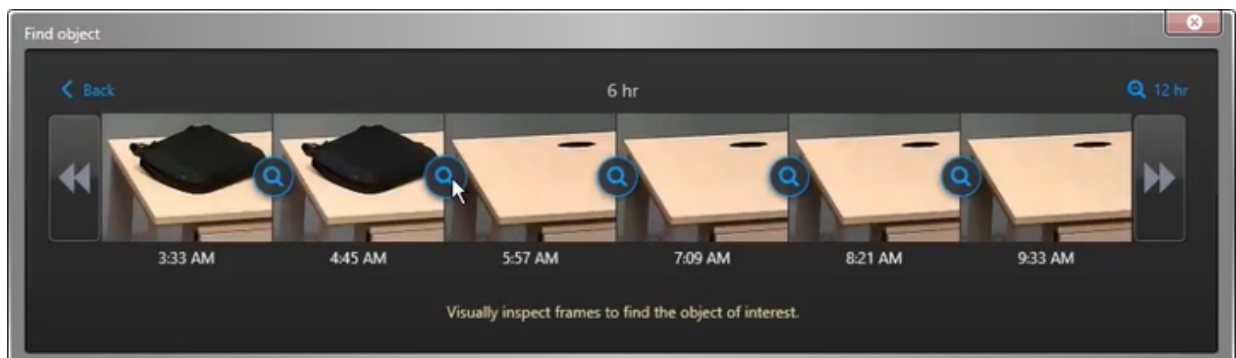 Find object
Back 6 hr 12 hr
3:33 AM 4:45 AM 5:57 AM 7:09 AM 8:21 AM 9:33 AM
Visually inspect frames to find the object of interest.